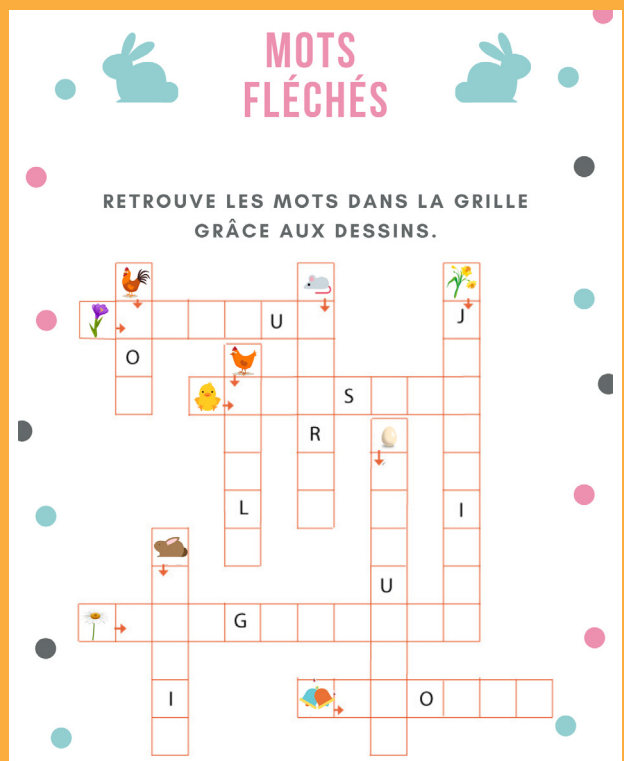 MOTS
FLÉCHÉS
RETROUVE LES MOTS DANS LA GRILLE
GRÂCE AUX DESSINS.
U
J
O
S
R
L
I
U
G
I
O